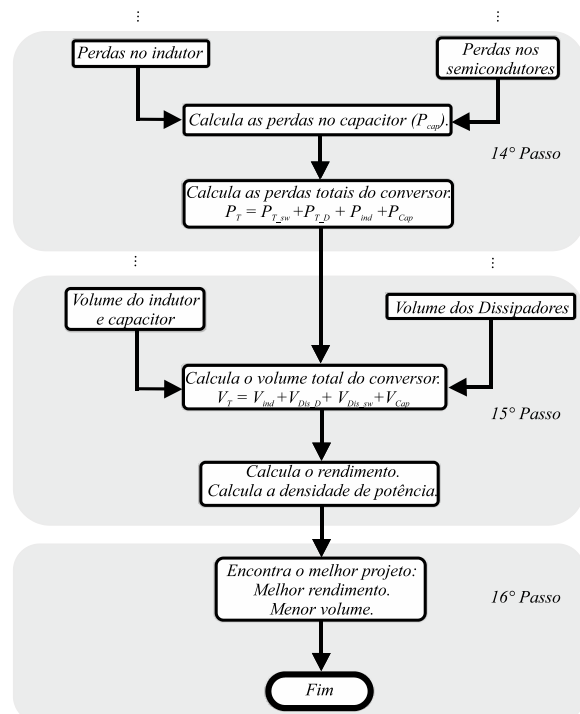 Perdas no indutor
Perdas nos
semicondutores
Calcula as perdas no capacitor (P_cap).
14° Passo
Calcula as perdas totais do conversor.
P_T = P_T_sw +P_T_D + P_ind +P_Cap
Volume do indutor
e capacitor
Volume dos Dissipadores
Calcula o volume total do conversor.
V_T = V_ind+V_Dis_D+ V_Dis_sw+V_Cap
15° Passo
Calcula o rendimento.
Calcula a densidade de potência.
Encontra o melhor projeto:
Melhor rendimento.
Menor volume.
16° Passo
Fim